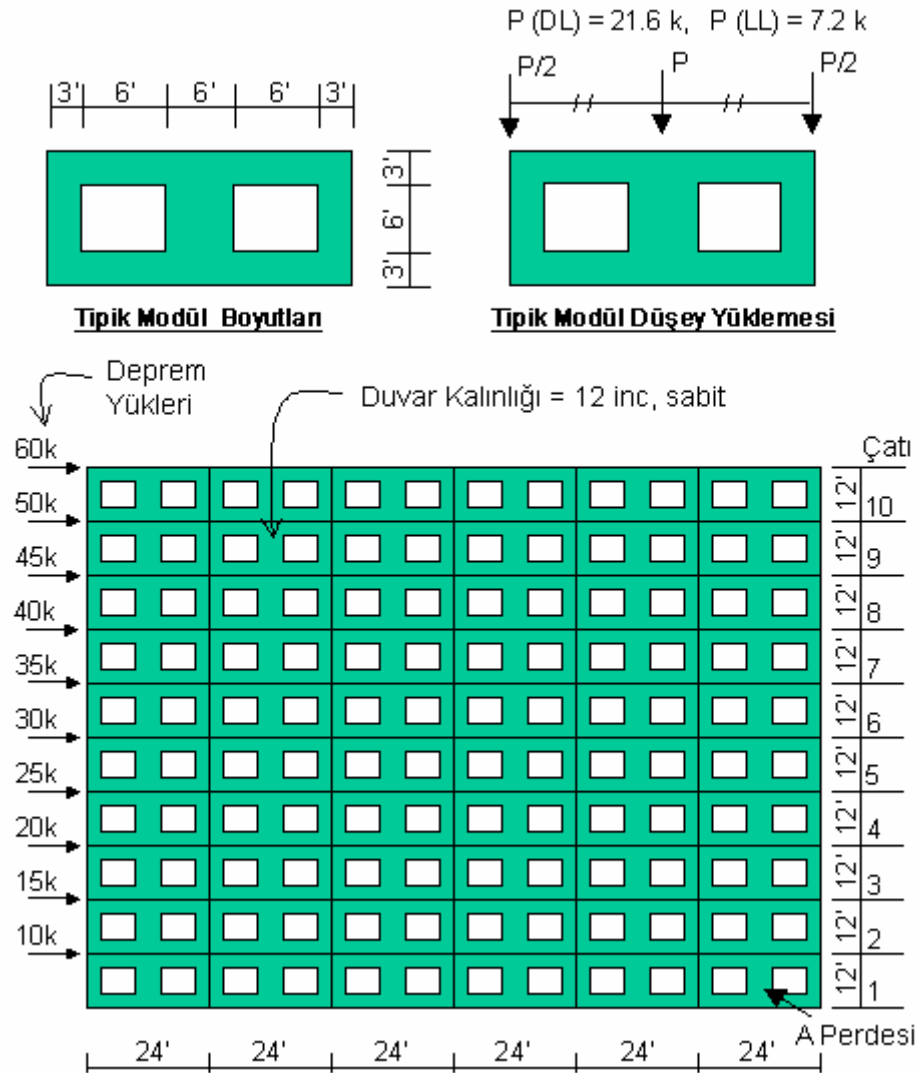 P (DL) = 21.6 k, P (LL) = 7.2 k
P/2 P P/2
3' 6' 6' 6' 3'
3'
6'
3'
Tipik Modül Boyutları
Tipik Modül Düşey Yüklemesi
Deprem
Yükleri
Duvar Kalınlığı = 12 inc, sabit
60k
Çatı
50k
12' 10
45k
12' 9
40k
12' 8
35k
12' 7
30k
12' 6
25k
12' 5
20k
12' 4
15k
12' 3
10k
12' 2
12' 1
A Perdesi
24' 24' 24' 24' 24' 24'